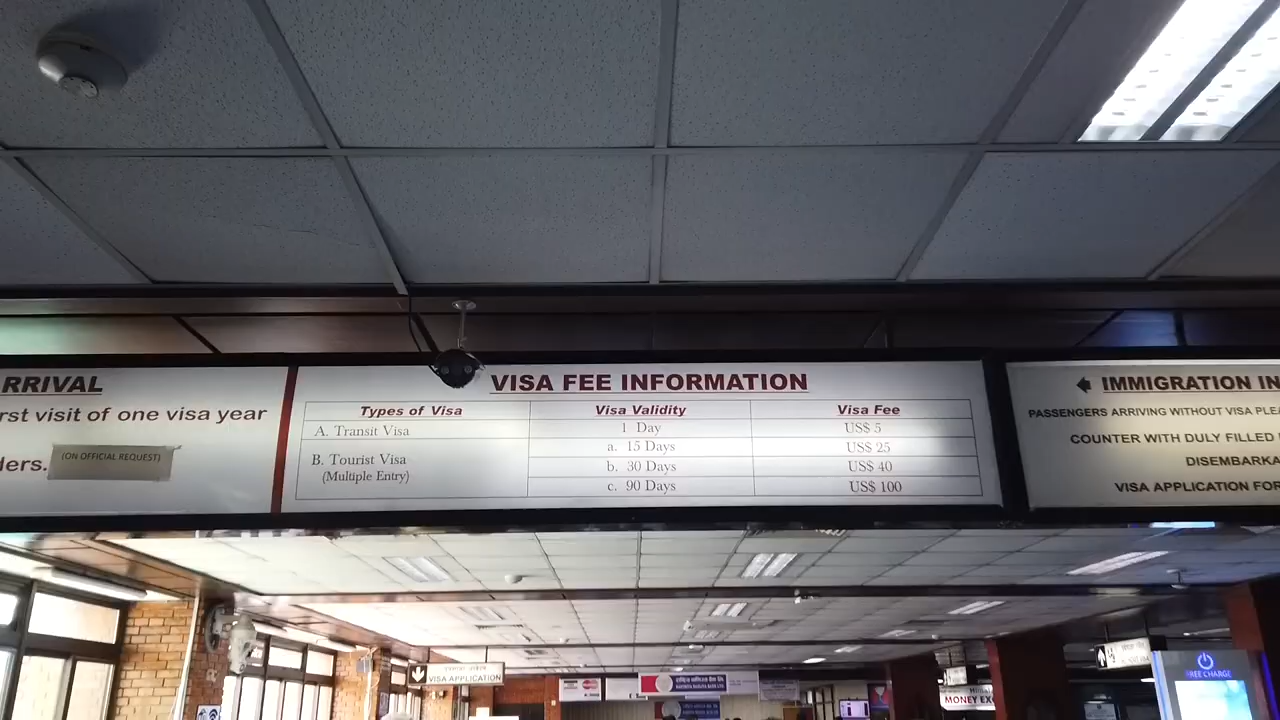 RRIVAL
rst visit of one visa year
ders.
(ON OFFICIAL REQUEST)
VISA FEE INFORMATION
Types of Visa Visa Validity Visa Fee
A. Transit Visa 1 Day US$ 5
B. Tourist Visa
(Multiple Entry)
a. 15 Days US$ 25
b. 30 Days US$ 40
c. 90 Days US$ 100
IMMIGRATION IN
PASSENGERS ARRIVING WITHOUT VISA PLEA
COUNTER WITH DULY FILLED
DISEMBARKA
VISA APPLICATION FOR
VISA APPLICATION
MONEY EXC
FREE CHARGE